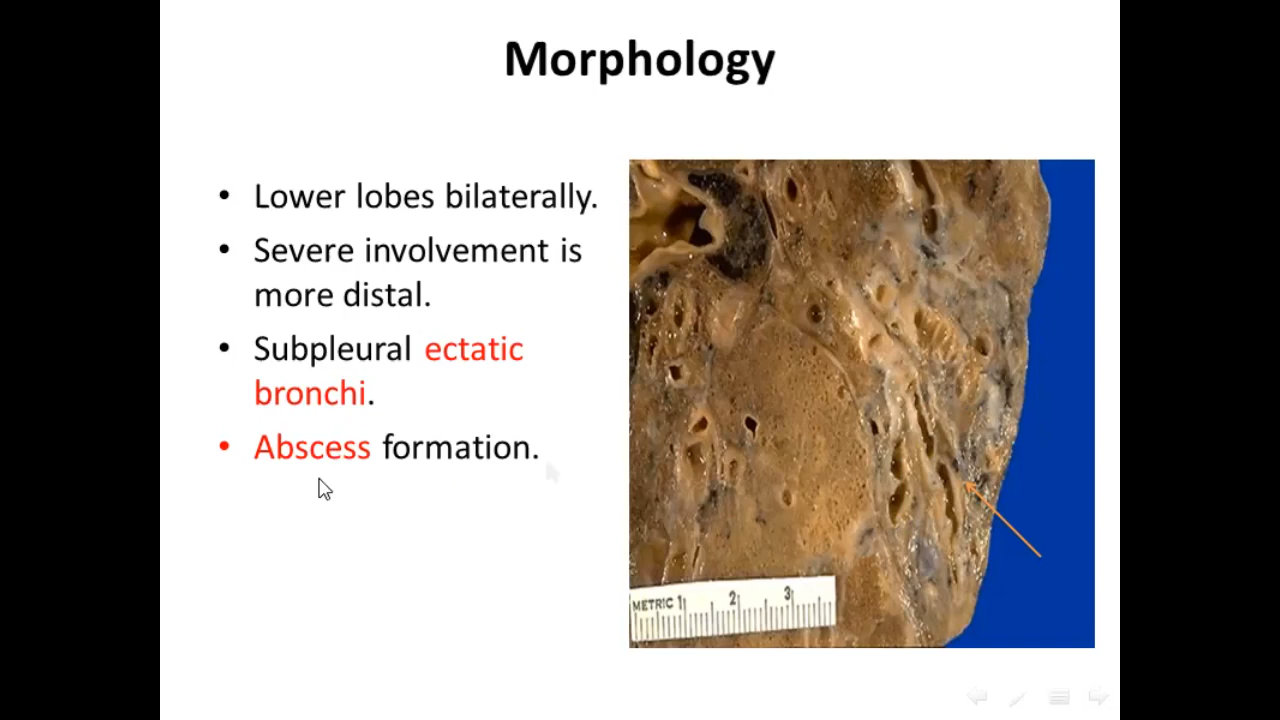 Morphology
• Lower lobes bilaterally.
• Severe involvement is
more distal.
• Subpleural ectatic
bronchi.
• Abscess formation.
METRIC 1 2 3